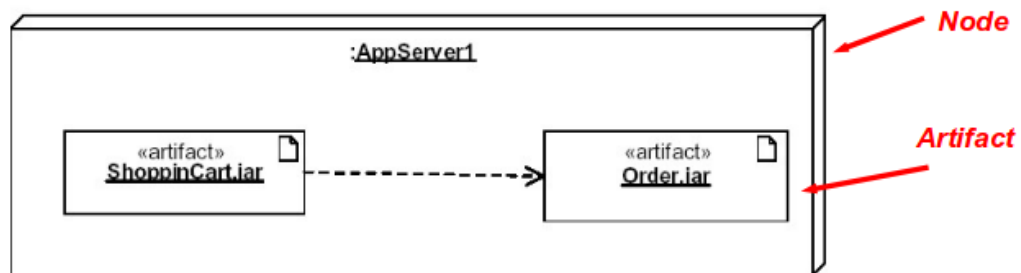 Node
:AppServer1
Artifact
«artifact»
ShoppinCart.jar
«artifact»
Order.jar